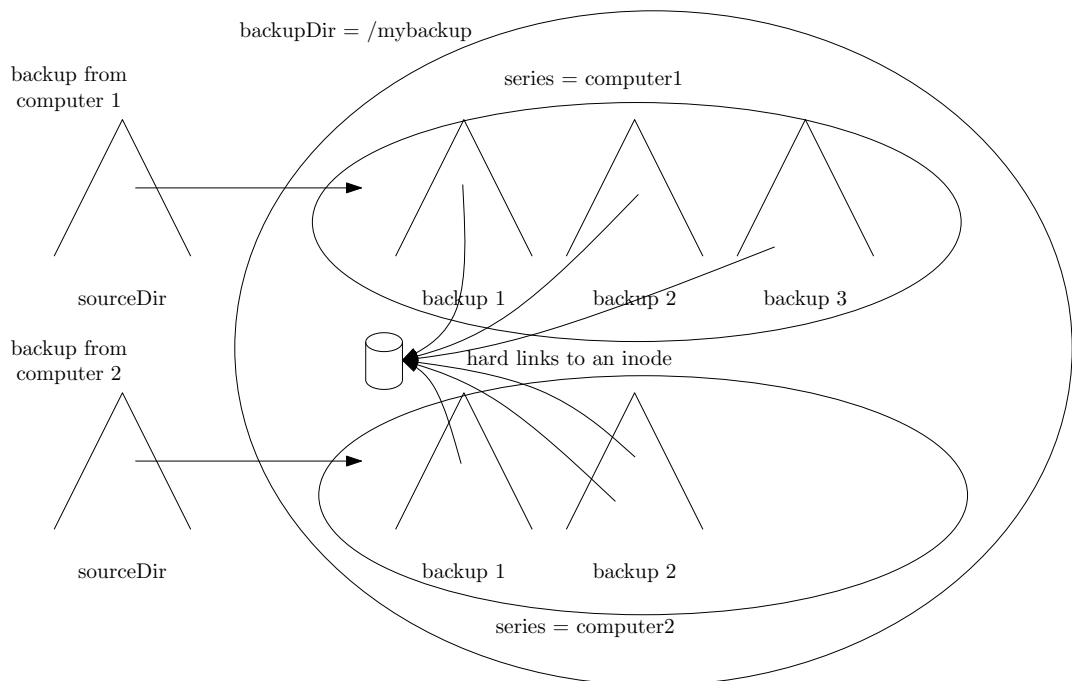 backupDir = /mybackup
backup from
computer 1
series = computer1
sourceDir
backup 1
backup 2
backup 3
backup from
computer 2
hard links to an inode
sourceDir
backup 1
backup 2
series = computer2